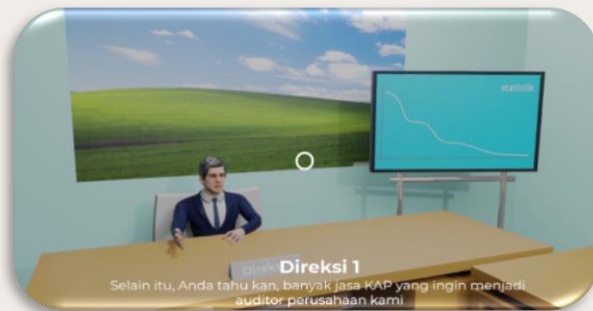 statistik
Direksi 1
Selain itu, Anda tahu kan, banyak jasa KAP yang ingin menjadi
auditor perusahaan kami